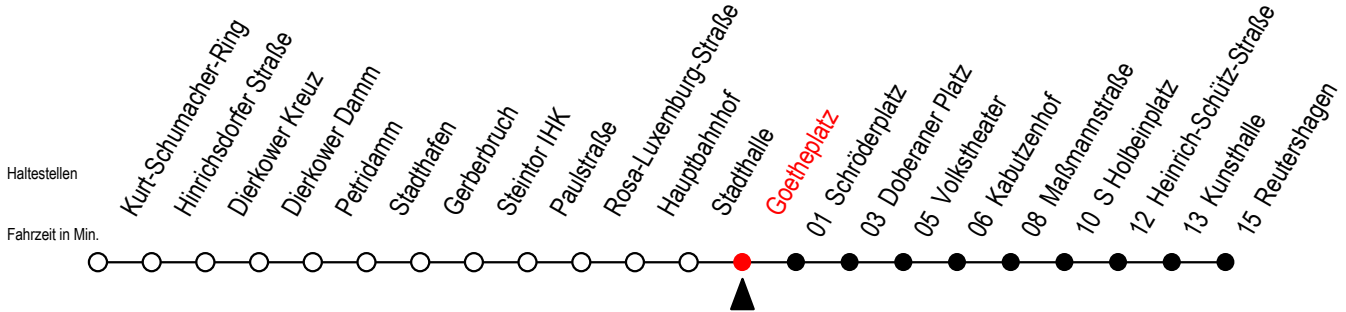 Haltestellen
Kurt-Schumacher-Ring
Hinrichsdorfer Straße
Dierkower Kreuz
Dierkower Damm
Petridamm
Stadthafen
Gerberbruch
Steintor IHK
Paulstraße
Rosa-Luxemburg-Straße
Hauptbahnhof
Stadthalle
Goetheplatz
01 Schröderplatz
03 Doberaner Platz
05 Volkstheater
06 Kabutzenhof
08 Maßmannstraße
10 S Holbeinplatz
12 Heinrich-Schütz-Straße
13 Kunsthalle
15 Reutershagen
Fahrzeit in Min.